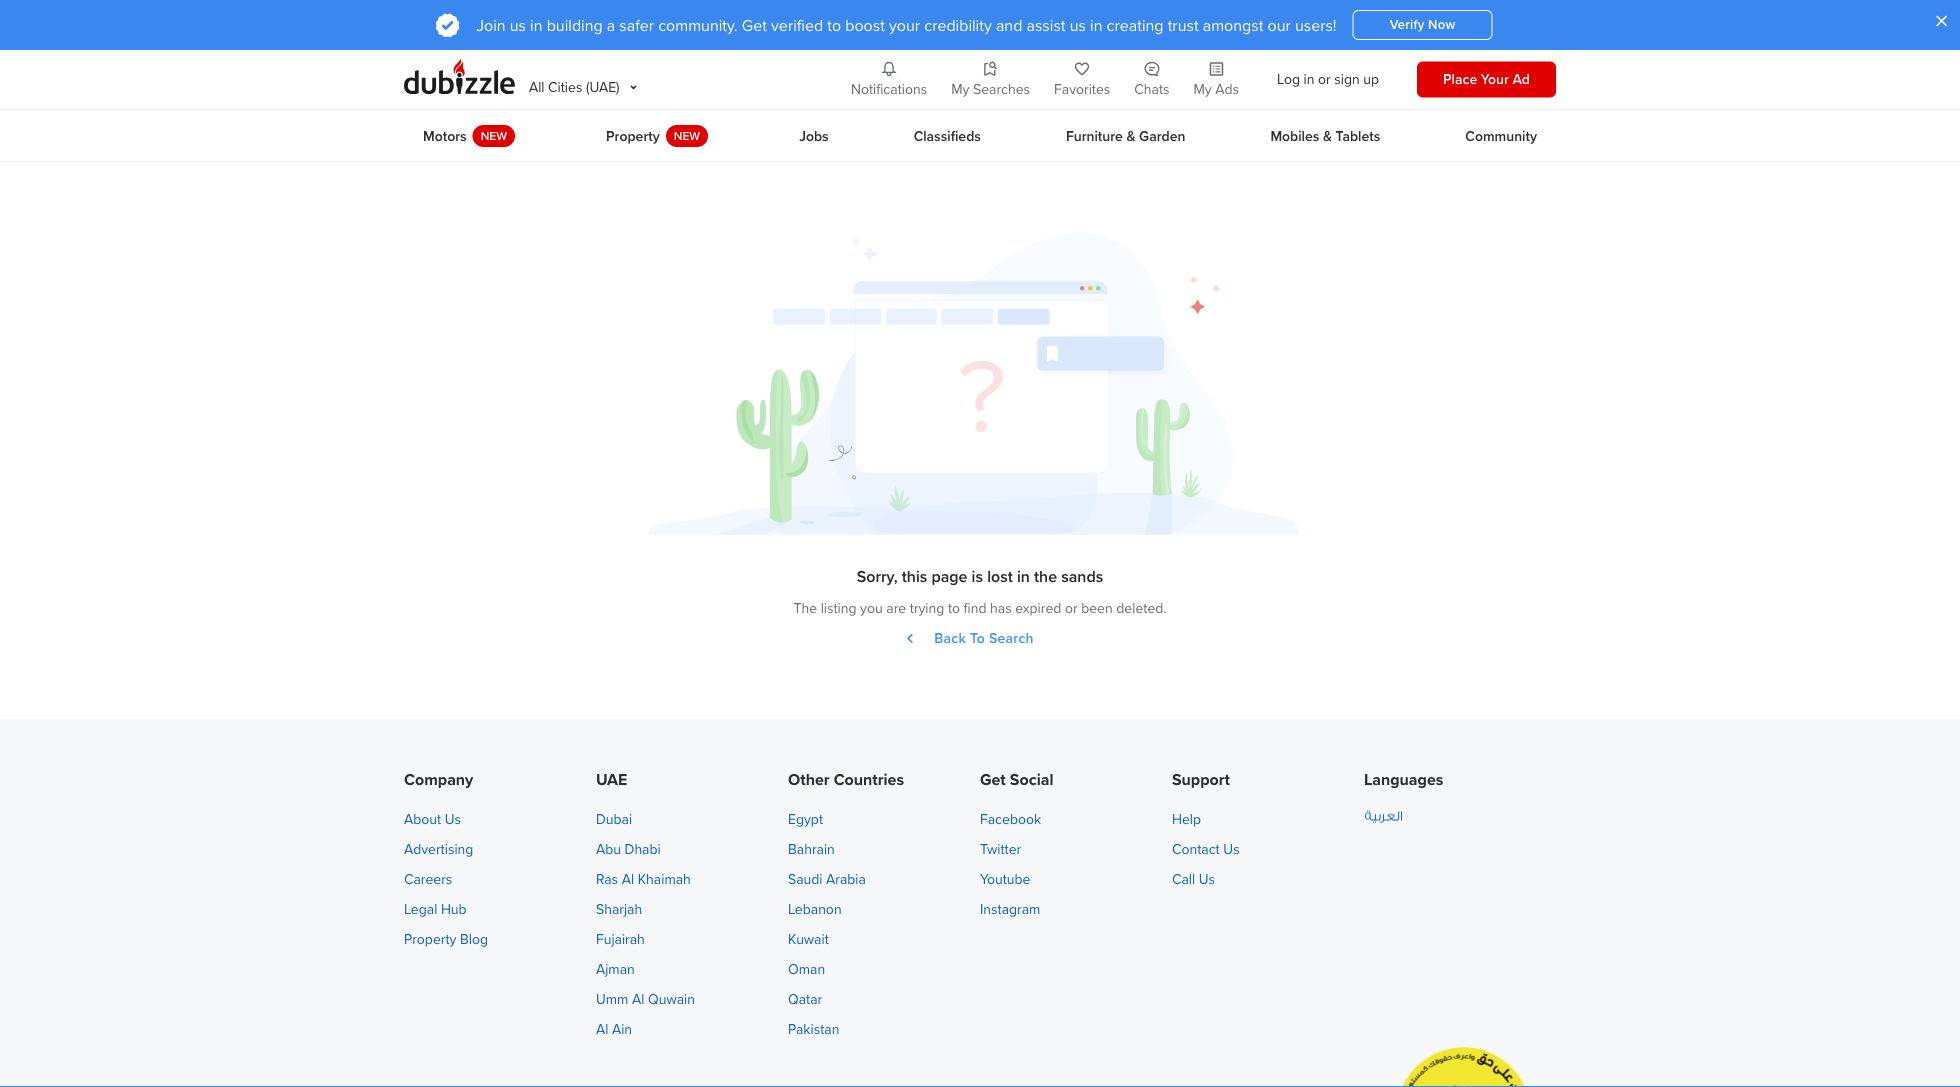 Join us in building a safer community. Get verified to boost your credibility and assist us in creating trust amongst our users!
Verify Now
dubizzle
All Cities (UAE)
Notifications
My Searches
Favorites
Chats
My Ads
Log in or sign up
Place Your Ad
Motors NEW
Property NEW
Jobs
Classifieds
Furniture & Garden
Mobiles & Tablets
Community
?
Sorry, this page is lost in the sands
The listing you are trying to find has expired or been deleted.
Back To Search
Company
About Us
Advertising
Careers
Legal Hub
Property Blog
UAE
Dubai
Abu Dhabi
Ras Al Khaimah
Sharjah
Fujairah
Ajman
Umm Al Quwain
Al Ain
Other Countries
Egypt
Bahrain
Saudi Arabia
Lebanon
Kuwait
Oman
Qatar
Pakistan
Get Social
Facebook
Twitter
Youtube
Instagram
Support
Help
Contact Us
Call Us
Languages
العربية
على حق واعرف حقوقك